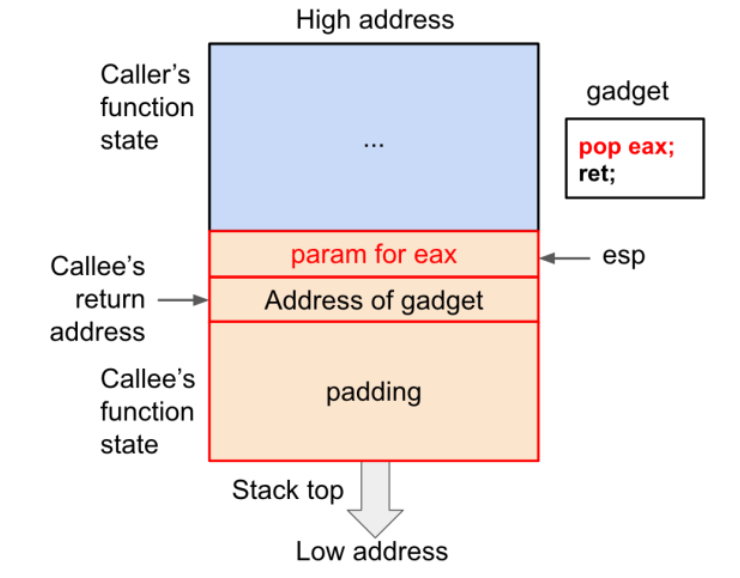 High address
Caller's
function
state
...
gadget
pop eax;
ret;
param for eax
esp
Callee's
return
address
Address of gadget
Callee's
function
state
padding
Stack top
Low address